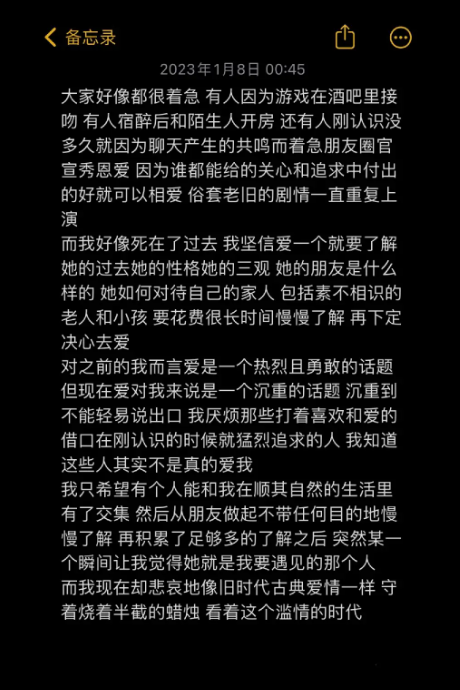 备忘录
2023年1月8日 00:45
大家好像都很着急 有人因为游戏在酒吧里接
吻 有人宿醉后和陌生人开房 还有人刚认识没
多久就因为聊天产生的共鸣而着急朋友圈官
宣秀恩爱 因为谁都能给的关心和追求中付出
的好就可以相爱 俗套老旧的剧情一直重复上
演
而我好像死在了过去 我坚信爱一个就要了解
她的过去她的性格她的三观 她的朋友是什么
样的 她如何对待自己的家人 包括素不相识的
老人和小孩 要花费很长时间慢慢了解 再下定
决心去爱
对之前的我而言爱是一个热烈且勇敢的话题
但现在爱对我来说是一个沉重的话题 沉重到
不能轻易说出口 我厌烦那些打着喜欢和爱的
借口在刚认识的时候就猛烈追求的人 我知道
这些人其实不是真的爱我
我只希望有个人能和我在顺其自然的生活里
有了交集 然后从朋友做起不带任何目的地慢
慢了解 再积累了足够多的了解之后 突然某一
个瞬间让我觉得她就是我要遇见的那个人
而我现在却悲哀地像旧时代古典爱情一样 守
着烧着半截的蜡烛 看着这个滥情的时代